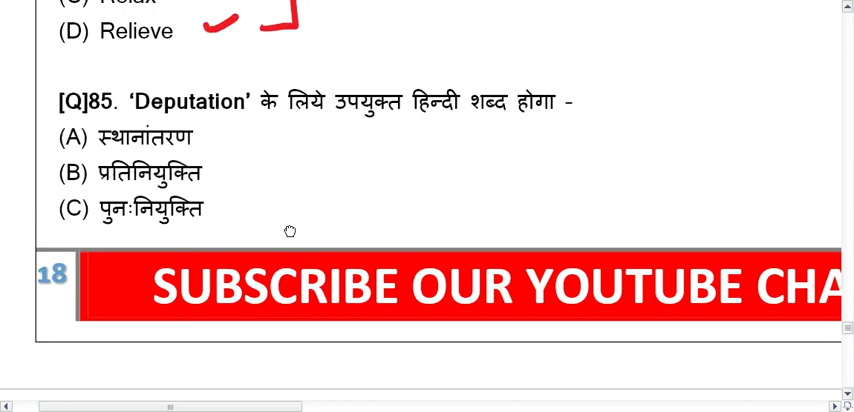 (D) Relieve
[Q]85. ‘Deputation’ के लिये उपयुक्त हिन्दी शब्द होगा -
(A) स्थानांतरण
(B) प्रतिनियुक्ति
(C) पुनःनियुक्ति
18
SUBSCRIBE OUR YOUTUBE CHA